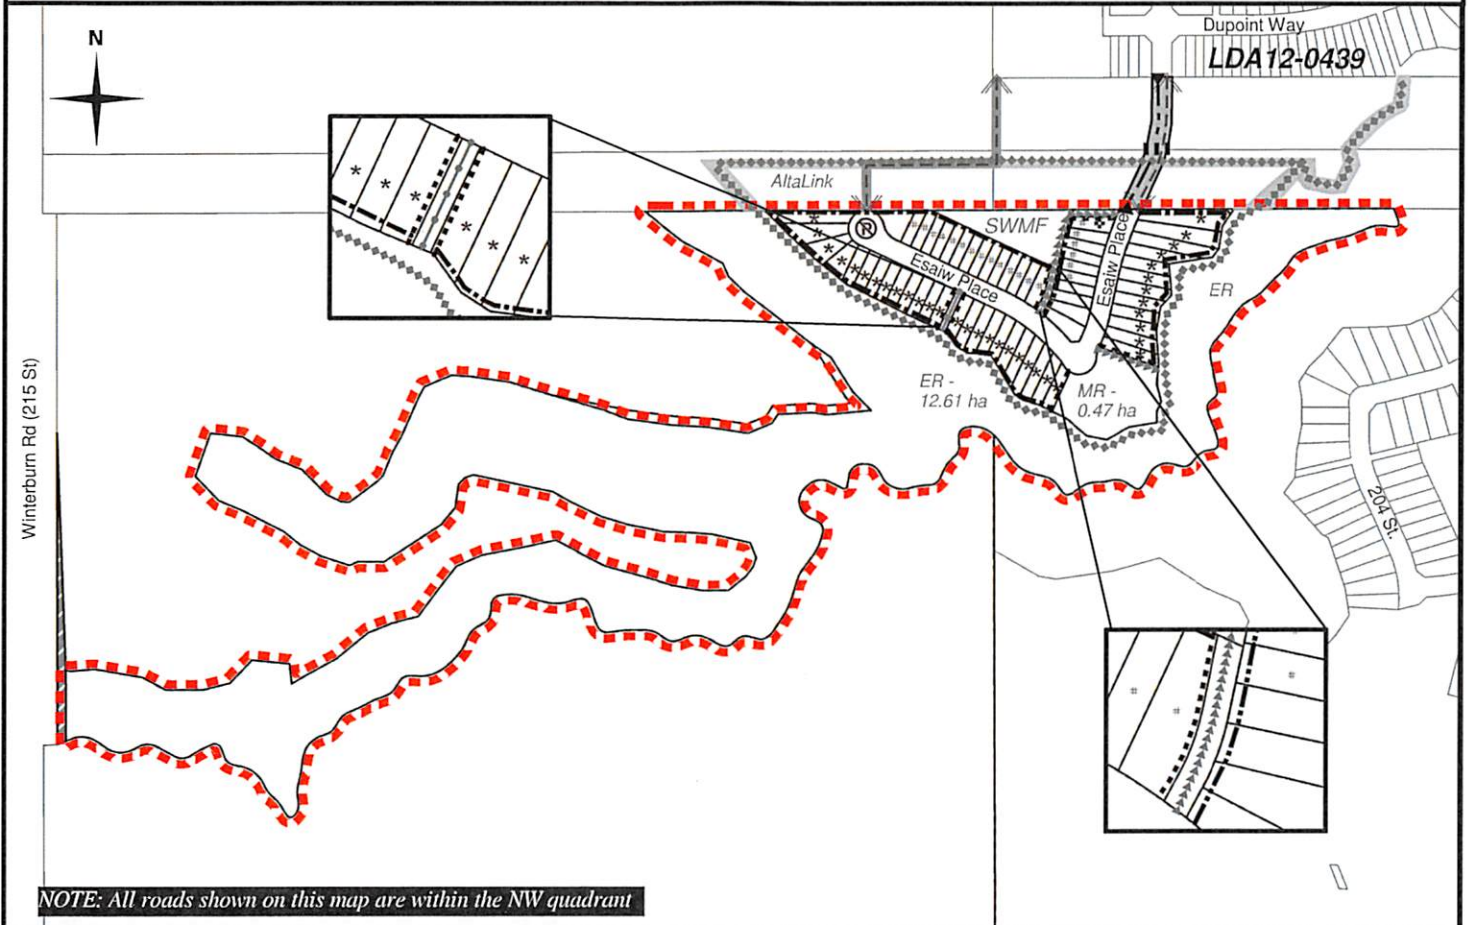 N
Dupoint Way
LDA12-0439
AltaLink
SWMF
R
Esaiw Place
Esaiw Place
ER
ER -
12.61 ha
MR -
0.47 ha
Winterburn Rd (215 St)
204 St.
NOTE: All roads shown on this map are within the NW quadrant